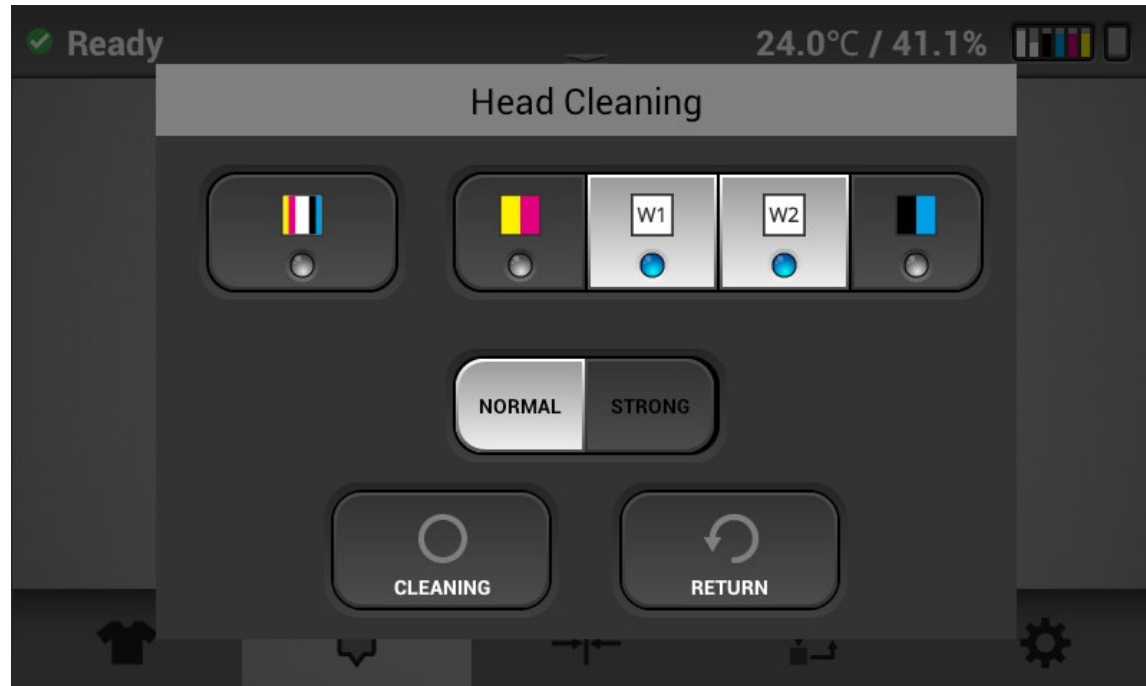 Ready
24.0°C / 41.1%
Head Cleaning
W1
W2
NORMAL
STRONG
CLEANING
RETURN